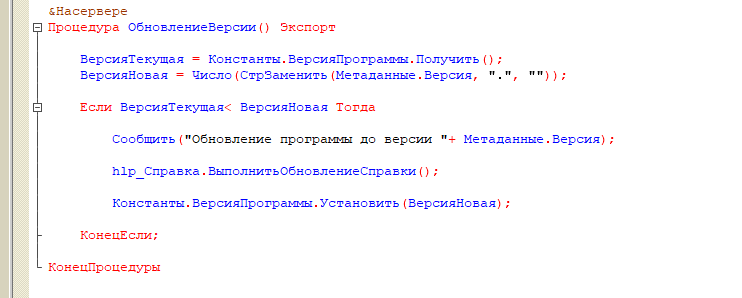 &Насервере
Процедура ОбновлениеВерсии() Экспорт
ВерсияТекущая = Константы.ВерсияПрограммы.Получить();
ВерсияНовая = Число(СтрЗаменить(Метаданные.Версия, ".", ""));
Если ВерсияТекущая< ВерсияНовая Тогда
Сообщить("Обновление программы до версии "+ Метаданные.Версия);
hlp_Справка.ВыполнитьОбновлениеСправки();
Константы.ВерсияПрограммы.Установить(ВерсияНовая);
КонецЕсли;
КонецПроцедуры